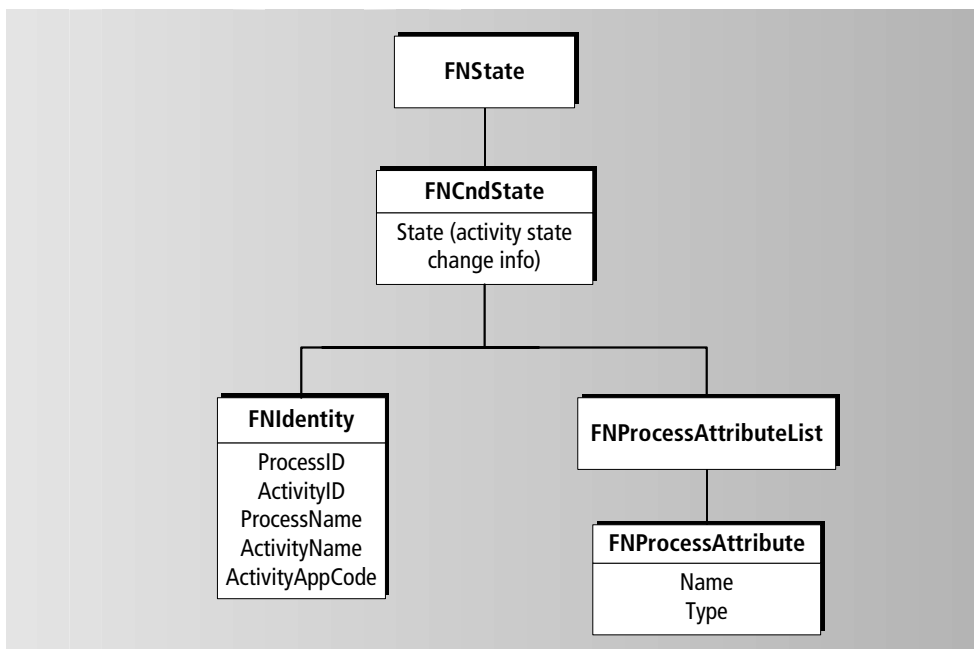 FNState
FNCndState
State (activity state
change info)
FNIdentity
ProcessID
ActivityID
ProcessName
ActivityName
ActivityAppCode
FNProcessAttributeList
FNProcessAttribute
Name
Type